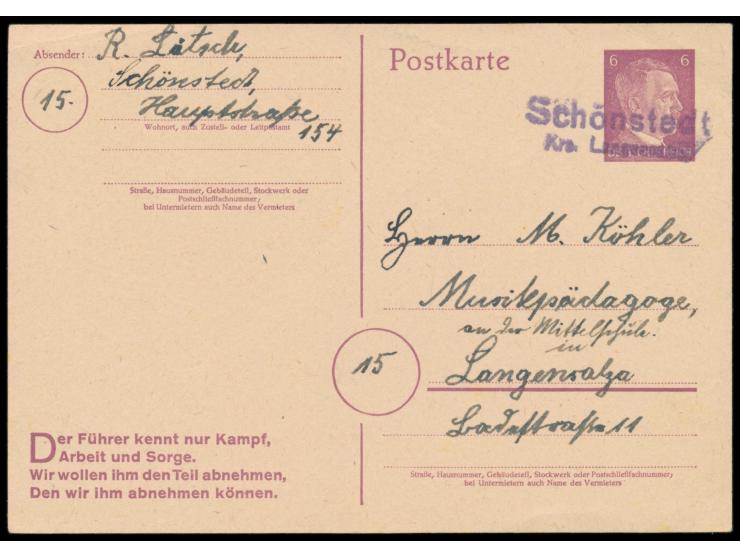 Absender: R. Lätsch,
Schönstedt,
15.
Hauptstraße
154
Wohnort, auch Zustell- oder Leitpostamt
Straße, Hausnummer, Gebäudeteil, Stockwerk oder
Postschließfachnummer;
bei Untermietern auch Name des Vermieters
Postkarte
6 6
Schönstedt
Krs. Langensalza
Herrn M. Köhler
Musikpädagoge,
an der Mittelschule.
in
15
Langensalza
Badestraße 11
Straße, Hausnummer, Gebäudeteil, Stockwerk oder Postschließfachnummer;
bei Untermietern auch Name des Vermieters
Der Führer kennt nur Kampf,
Arbeit und Sorge.
Wir wollen ihm den Teil abnehmen,
Den wir ihm abnehmen können.